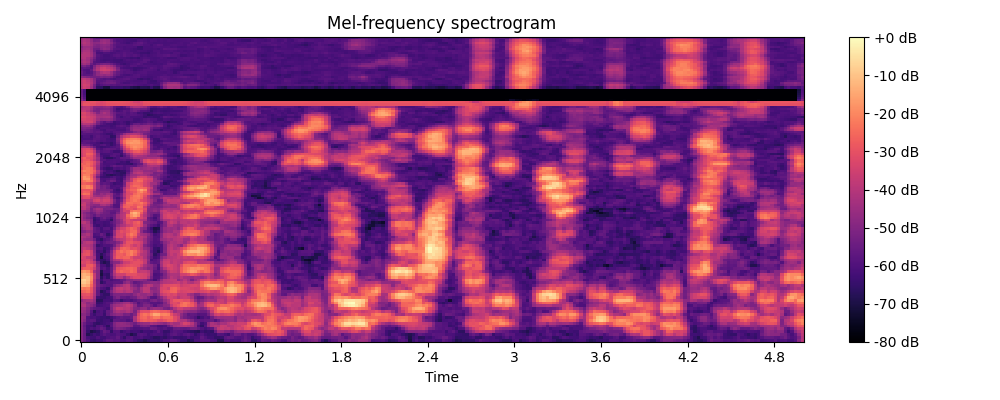 Mel-frequency spectrogram
Hz
4096
2048
1024
512
0
0 0.6 1.2 1.8 2.4 3 3.6 4.2 4.8
Time
+0 dB
-10 dB
-20 dB
-30 dB
-40 dB
-50 dB
-60 dB
-70 dB
-80 dB